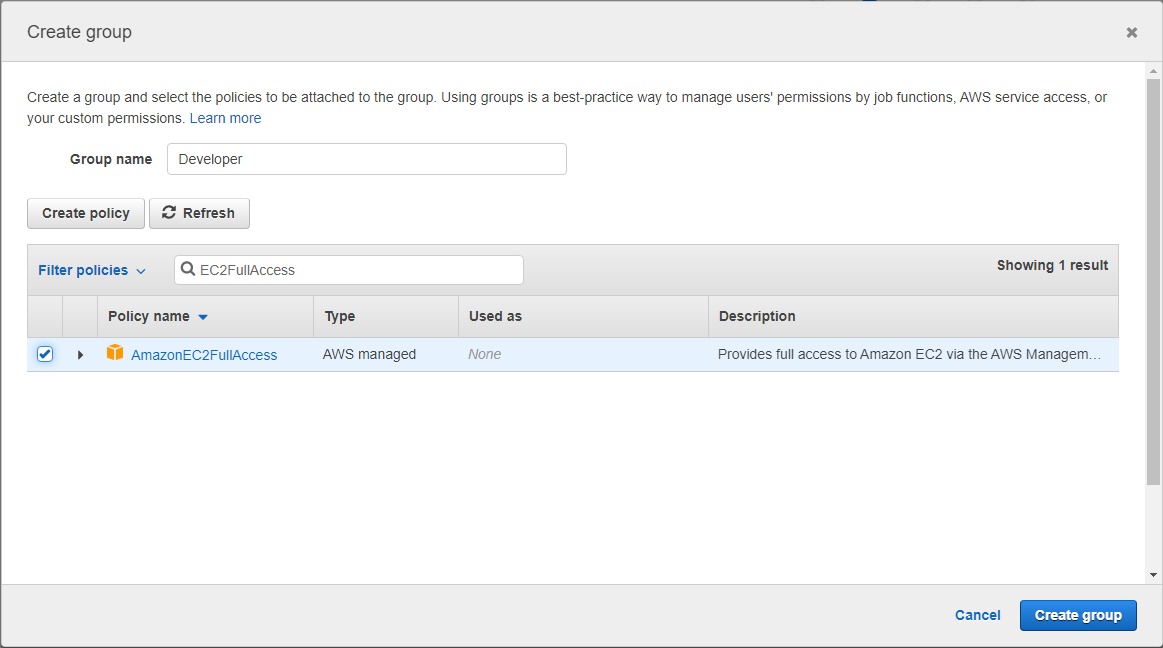 Create group
Create a group and select the policies to be attached to the group. Using groups is a best-practice way to manage users' permissions by job functions, AWS service access, or
your custom permissions. Learn more
Group name Developer
Create policy Refresh
Filter policies EC2FullAccess Showing 1 result
Policy name Type Used as Description
AmazonEC2FullAccess AWS managed None Provides full access to Amazon EC2 via the AWS Managem…
Cancel Create group